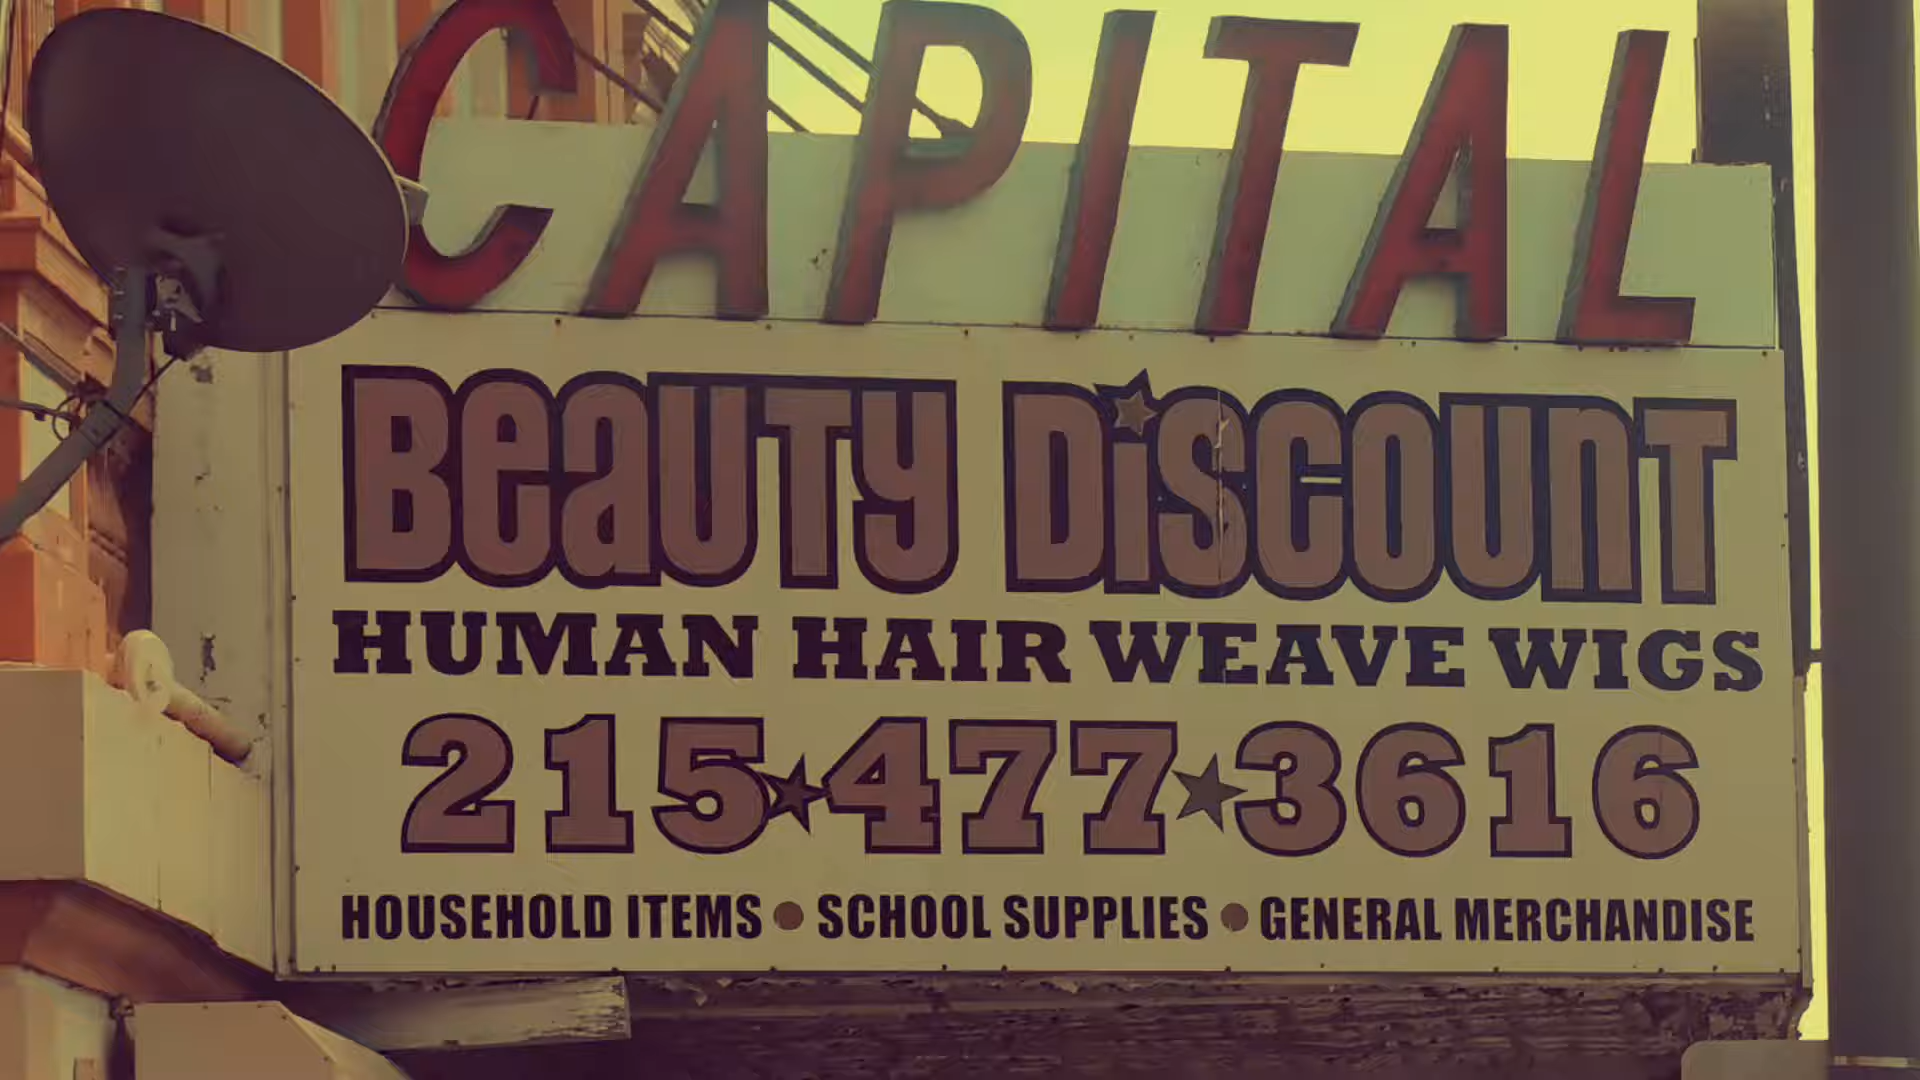 CAPITAL
BeaUTy DiSCOUnT
HUMAN HAIR WEAVE WIGS
215★477★3616
HOUSEHOLD ITEMS • SCHOOL SUPPLIES • GENERAL MERCHANDISE